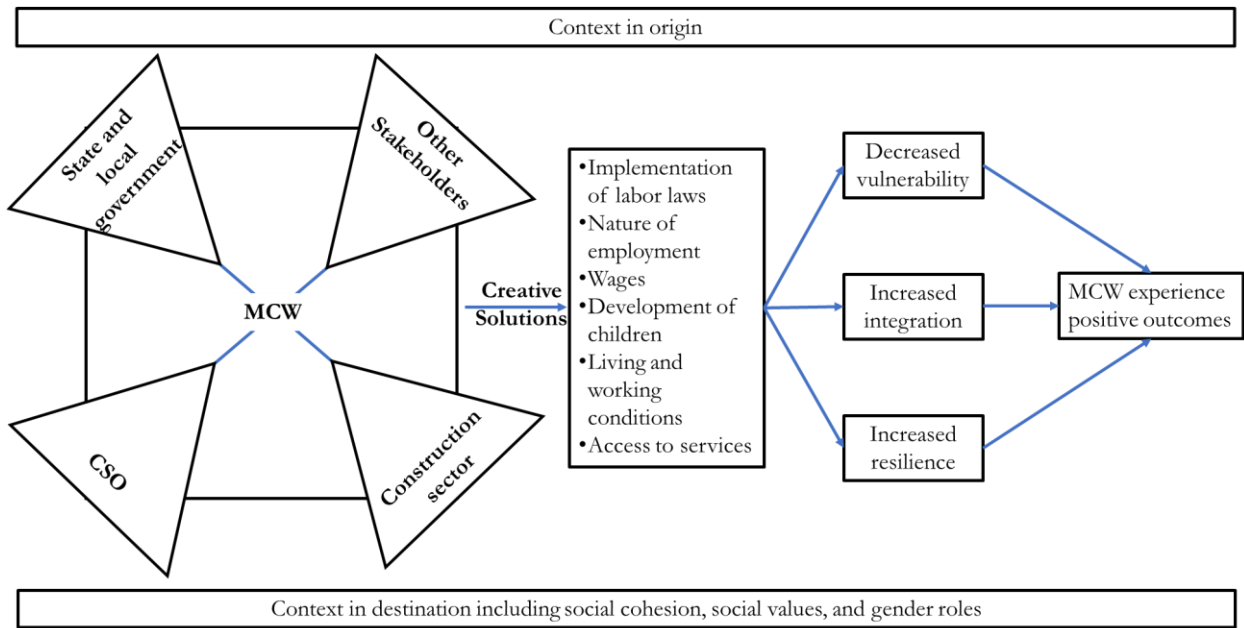 Context in origin
State and
local
government
Other
Stakeholders
MCW
CSO
Construction
sector
Creative
Solutions
•Implementation
of labor laws
•Nature of
employment
•Wages
•Development of
children
•Living and
working
conditions
•Access to services
Decreased
vulnerability
Increased
integration
Increased
resilience
MCW experience
positive outcomes
Context in destination including social cohesion, social values, and gender roles